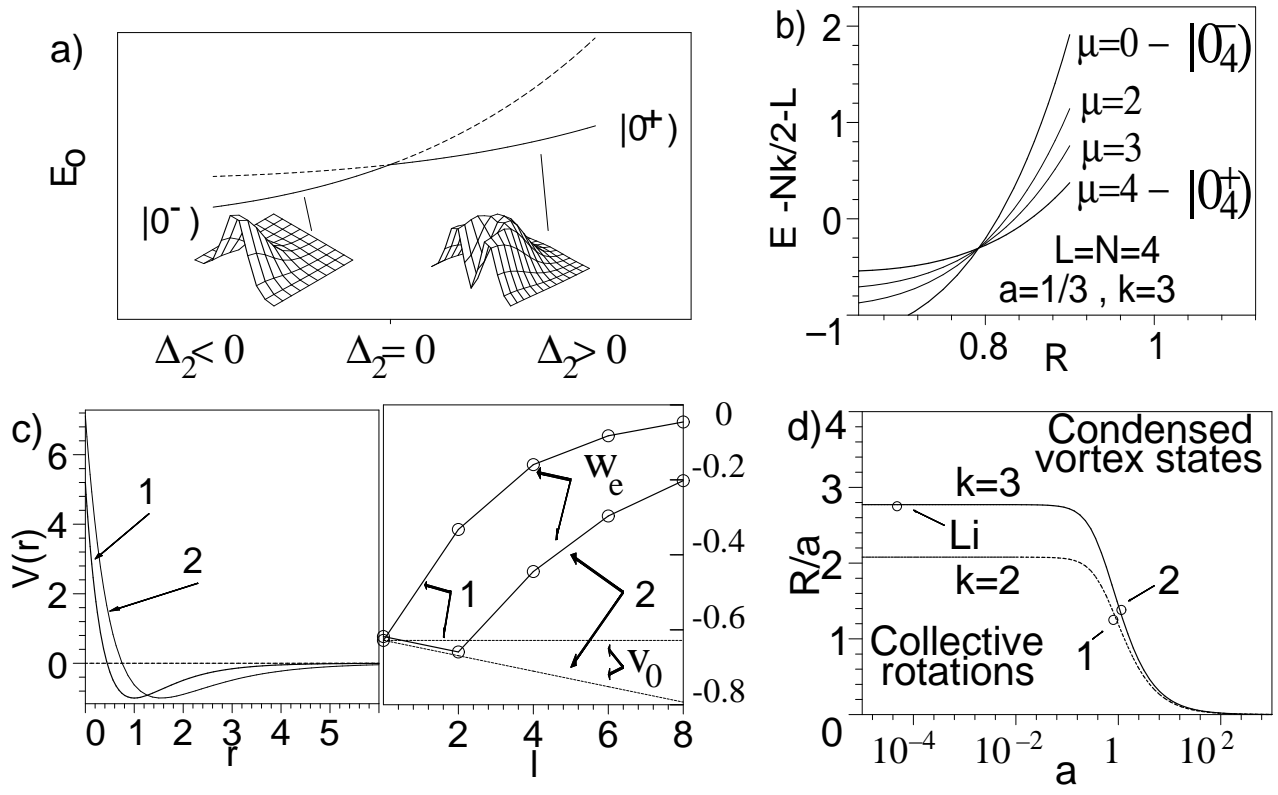 a)
E₀
|0⁻)
|0⁺)
Δ₂< 0
Δ₂= 0
Δ₂> 0
b)
E -Nk/2-L
2
1
0
−1
μ=0 – |0₄⁻)
μ=2
μ=3
μ=4 – |0₄⁺)
L=N=4
a=1/3 , k=3
0.8
1
R
c)
V(r)
6
4
2
0
1
2
0 1 2 3 4 5
r
0
-0.2
-0.4
-0.6
-0.8
wₑ
1
2
v₀
2 4 6 8
l
d)
R/a
4
3
2
1
0
Condensed
vortex states
k=3
Li
k=2
2
1
Collective
rotations
10⁻⁴ 10⁻² 1 10²
a